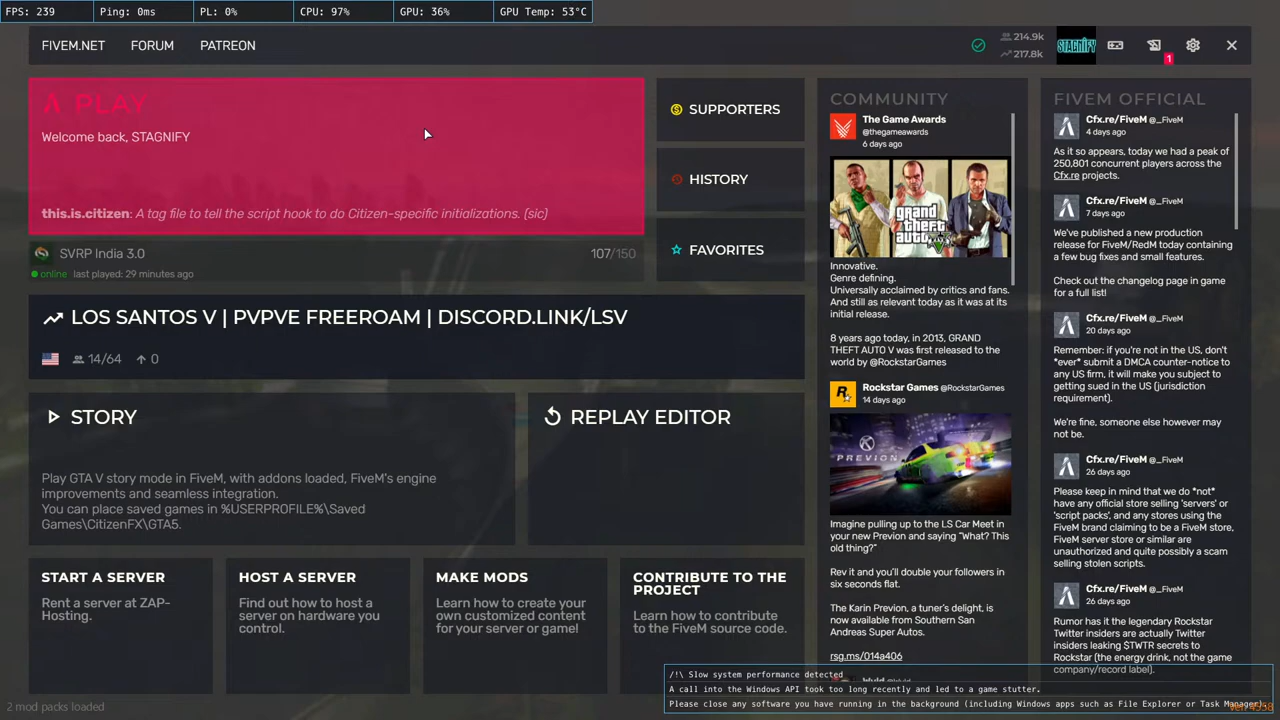 FPS: 239
Ping: 0ms
PL: 0%
CPU: 97%
GPU: 36%
GPU Temp: 53°C
FIVEM.NET
FORUM
PATREON
214.9k
217.8k
STAGNIFY
1
PLAY
Welcome back, STAGNIFY
this.is.citizen: A tag file to tell the script hook to do Citizen-specific initializations. (sic)
SVRP India 3.0
107/150
online last played: 29 minutes ago
SUPPORTERS
HISTORY
FAVORITES
LOS SANTOS V | PVPVE FREEROAM | DISCORD.LINK/LSV
14/64
0
STORY
Play GTA V story mode in FiveM, with addons loaded, FiveM's engine
improvements and seamless integration.
You can place saved games in %USERPROFILE%\Saved
Games\CitizenFX\GTA5.
REPLAY EDITOR
START A SERVER
Rent a server at ZAP-
Hosting.
HOST A SERVER
Find out how to host a
server on hardware you
control.
MAKE MODS
Learn how to create your
own customized content
for your server or game!
CONTRIBUTE TO THE
PROJECT
Learn how to contribute
to the FiveM source code.
COMMUNITY
The Game Awards
@thegameawards
6 days ago
grand
theft
auto
V
Innovative.
Genre defining.
Universally acclaimed by critics and fans.
And still as relevant today as it was at its
initial release.
8 years ago today, in 2013, GRAND
THEFT AUTO V was first released to the
world by @RockstarGames
Rockstar Games @RockstarGames
14 days ago
PREVION
Imagine pulling up to the LS Car Meet in
your new Previon and saying "What? This
old thing?"
Rev it and you'll double your followers in
six seconds flat.
The Karin Previon, a tuner's delight, is
now available from Southern San
Andreas Super Autos.
rsg.ms/014a406
FIVEM OFFICIAL
Cfx.re/FiveM @_FiveM
4 days ago
As it so appears, today we had a peak of
250,801 concurrent players across the
Cfx.re projects.
Cfx.re/FiveM @_FiveM
7 days ago
We've published a new production
release for FiveM/RedM today containing
a few bug fixes and small features.
Check out the changelog page in game
for a full list!
Cfx.re/FiveM @_FiveM
20 days ago
Remember: if you're not in the US, don't
*ever* submit a DMCA counter-notice to
any US firm, it will make you subject to
getting sued in the US (jurisdiction
requirement).
We're fine, someone else however may
not be.
Cfx.re/FiveM @_FiveM
26 days ago
Please keep in mind that we do *not*
have any official store selling 'servers' or
'script packs', and any stores using the
FiveM brand claiming to be a FiveM store,
FiveM server store or similar are
unauthorized and quite possibly a scam
selling stolen scripts.
Cfx.re/FiveM @_FiveM
26 days ago
Rumor has it the legendary Rockstar
Twitter insiders are actually Twitter
insiders leaking $TWTR secrets to
Rockstar (the energy drink, not the game
company/record label).
/!\ Slow system performance detected
A call into the Windows API took too long recently and led to a game stutter.
Please close any software you have running in the background (including Windows apps such as File Explorer or Task Manager).
2 mod packs loaded